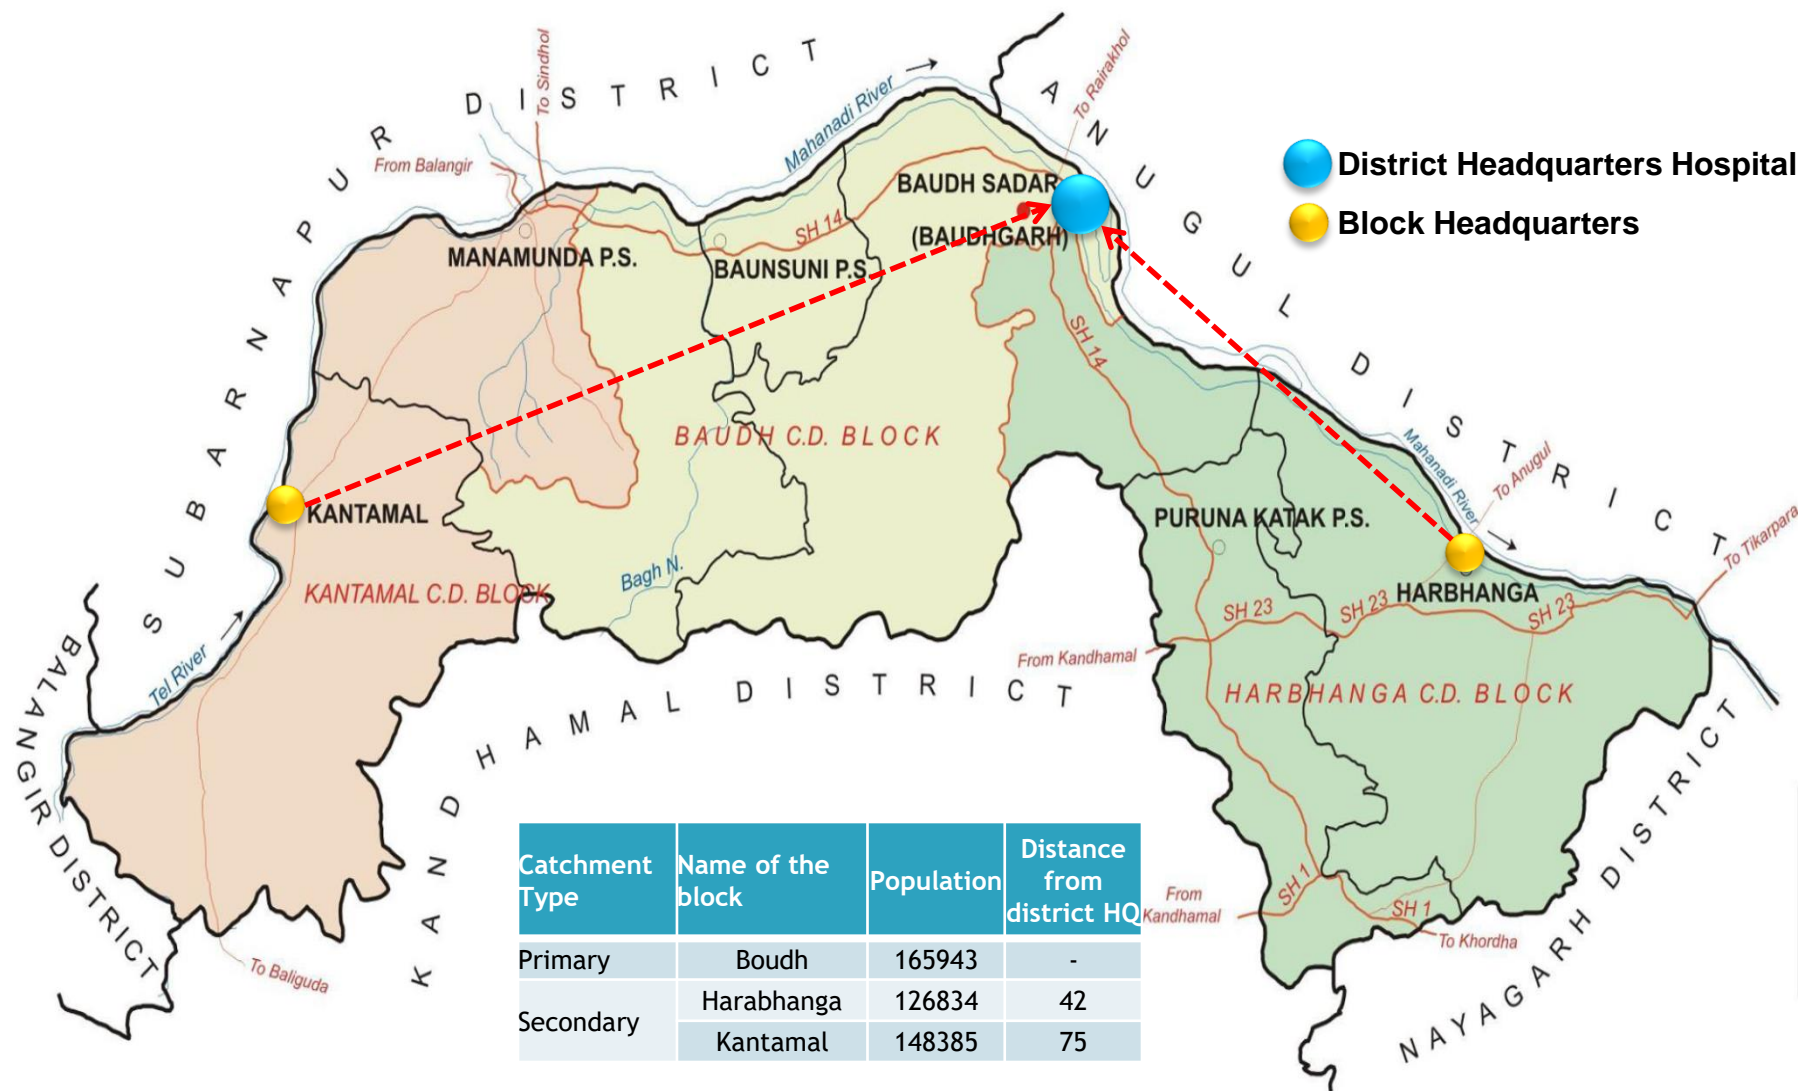 SUBARNAPUR DISTRICT
ANUGUL DISTRICT
To Sindhol
From Balangir
Mahanadi River
To Rairakhol
District Headquarters Hospital
Block Headquarters
BAUDH SADAR
(BAUDHGARH)
SH 14
MANAMUNDA P.S.
BAUNSUNI P.S.
SH 14
BAUDH C.D. BLOCK
Mahanadi River
To Anugul
To Tikarpara
KANTAMAL
PURUNA KATAK P.S.
KANTAMAL C.D. BLOCK
Bagh N.
HARBHANGA
SH 23
SH 23
SH 23
Tel River
From Kandhamal
HARBHANGA C.D. BLOCK
BALANGIR DISTRICT
KANDHAMAL DISTRICT
NAYAGARH DISTRICT
From
Kandhamal
SH 1
SH 1
To Khordha
To Baliguda
Catchment Type Name of the block Population Distance from district HQ
Primary Boudh 165943 -
Secondary Harabhanga 126834 42
Kantamal 148385 75